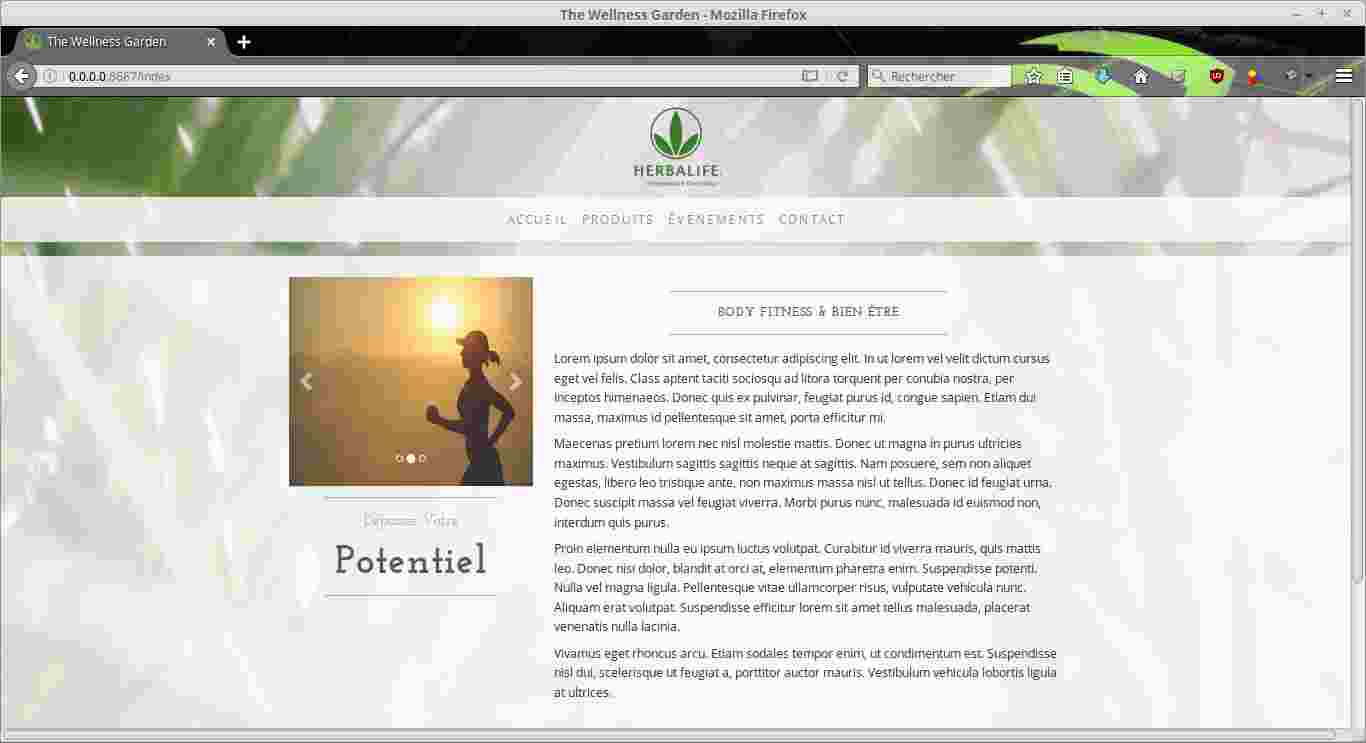 The Wellness Garden - Mozilla Firefox
The Wellness Garden
0.0.0.0:8667/index
Rechercher
HERBALIFE
ACCUEIL PRODUITS ÉVÈNEMENTS CONTACT
BODY FITNESS & BIEN ÊTRE
Lorem ipsum dolor sit amet, consectetur adipiscing elit. In ut lorem vel velit dictum cursus
eget vel felis. Class aptent taciti sociosqu ad litora torquent per conubia nostra, per
inceptos himenaeos. Donec quis ex pulvinar, feugiat purus id, congue sapien. Etiam dui
massa, maximus id pellentesque sit amet, porta efficitur mi.
Maecenas pretium lorem nec nisl molestie mattis. Donec ut magna in purus ultricies
maximus. Vestibulum sagittis sagittis neque at sagittis. Nam posuere, sem non aliquet
egestas, libero leo tristique ante, non maximus massa nisl ut tellus. Donec id feugiat urna.
Donec suscipit massa vel feugiat viverra. Morbi purus nunc, malesuada id euismod non,
interdum quis purus.
Votre
Potentiel
Proin elementum nulla eu ipsum luctus volutpat. Curabitur id viverra mauris, quis mattis
leo. Donec nisi dolor, blandit at orci at, elementum pharetra enim. Suspendisse potenti.
Nulla vel magna ligula. Pellentesque vitae ullamcorper risus, vulputate vehicula nunc.
Aliquam erat volutpat. Suspendisse efficitur lorem sit amet tellus malesuada, placerat
venenatis nulla lacinia.
Vivamus eget rhoncus arcu. Etiam sodales tempor enim, ut condimentum est. Suspendisse
nisl dui, scelerisque ut feugiat a, porttitor auctor mauris. Vestibulum vehicula lobortis ligula
at ultrices.